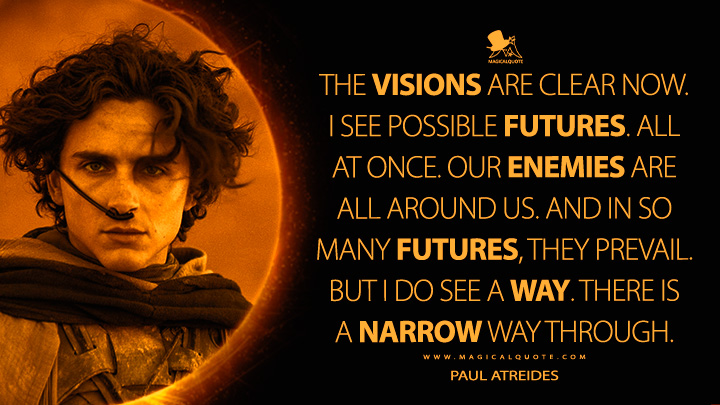 MAGICALQUOTE
THE VISIONS ARE CLEAR NOW.
I SEE POSSIBLE FUTURES. ALL
AT ONCE. OUR ENEMIES ARE
ALL AROUND US. AND IN SO
MANY FUTURES, THEY PREVAIL.
BUT I DO SEE A WAY. THERE IS
A NARROW WAY THROUGH.
WWW.MAGICALQUOTE.COM
PAUL ATREIDES